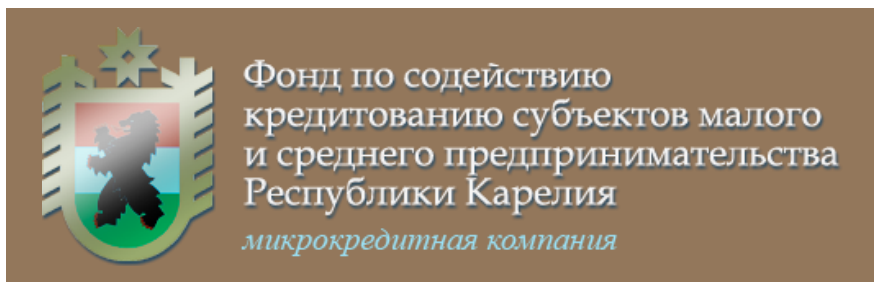 Фонд по содействию
кредитованию субъектов малого
и среднего предпринимательства
Республики Карелия
микрокредитная компания